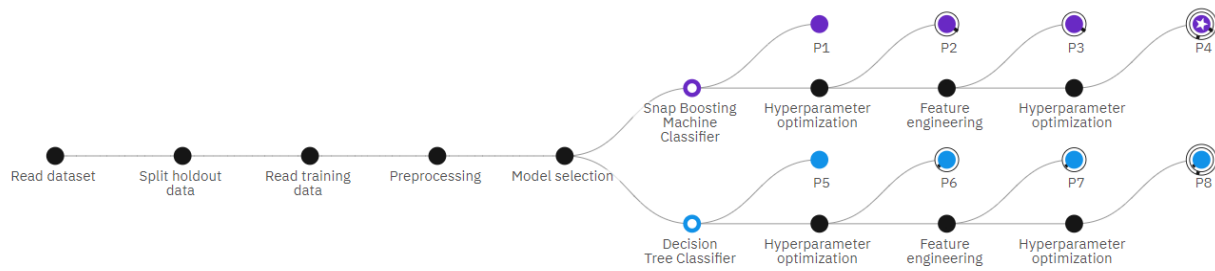 P1
P2
P3
P4
Snap Boosting
Machine
Classifier
Hyperparameter
optimization
Feature
engineering
Hyperparameter
optimization
Read dataset
Split holdout
data
Read training
data
Preprocessing
Model selection
P5
P6
P7
P8
Decision
Tree Classifier
Hyperparameter
optimization
Feature
engineering
Hyperparameter
optimization